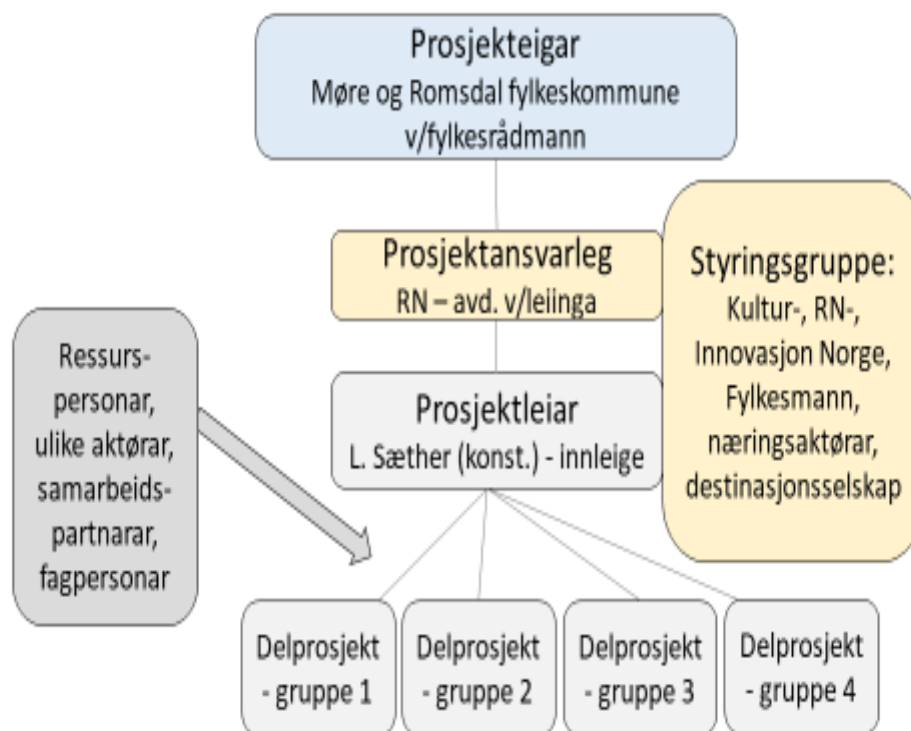 Prosjekteigar
Møre og Romsdal fylkeskommune
v/fylkesrådmann
Prosjektansvarleg
RN – avd. v/leiinga
Styringsgruppe:
Kultur-, RN-,
Innovasjon Norge,
Fylkesmann,
næringsaktørar,
destinasjonsselskap
Prosjektleiar
L. Sæther (konst.) - innleige
Ressurs-
personar,
ulike aktørar,
samarbeids-
partnarar,
fagpersonar
Delprosjekt
- gruppe 1
Delprosjekt
- gruppe 2
Delprosjekt
- gruppe 3
Delprosjekt
- gruppe 4